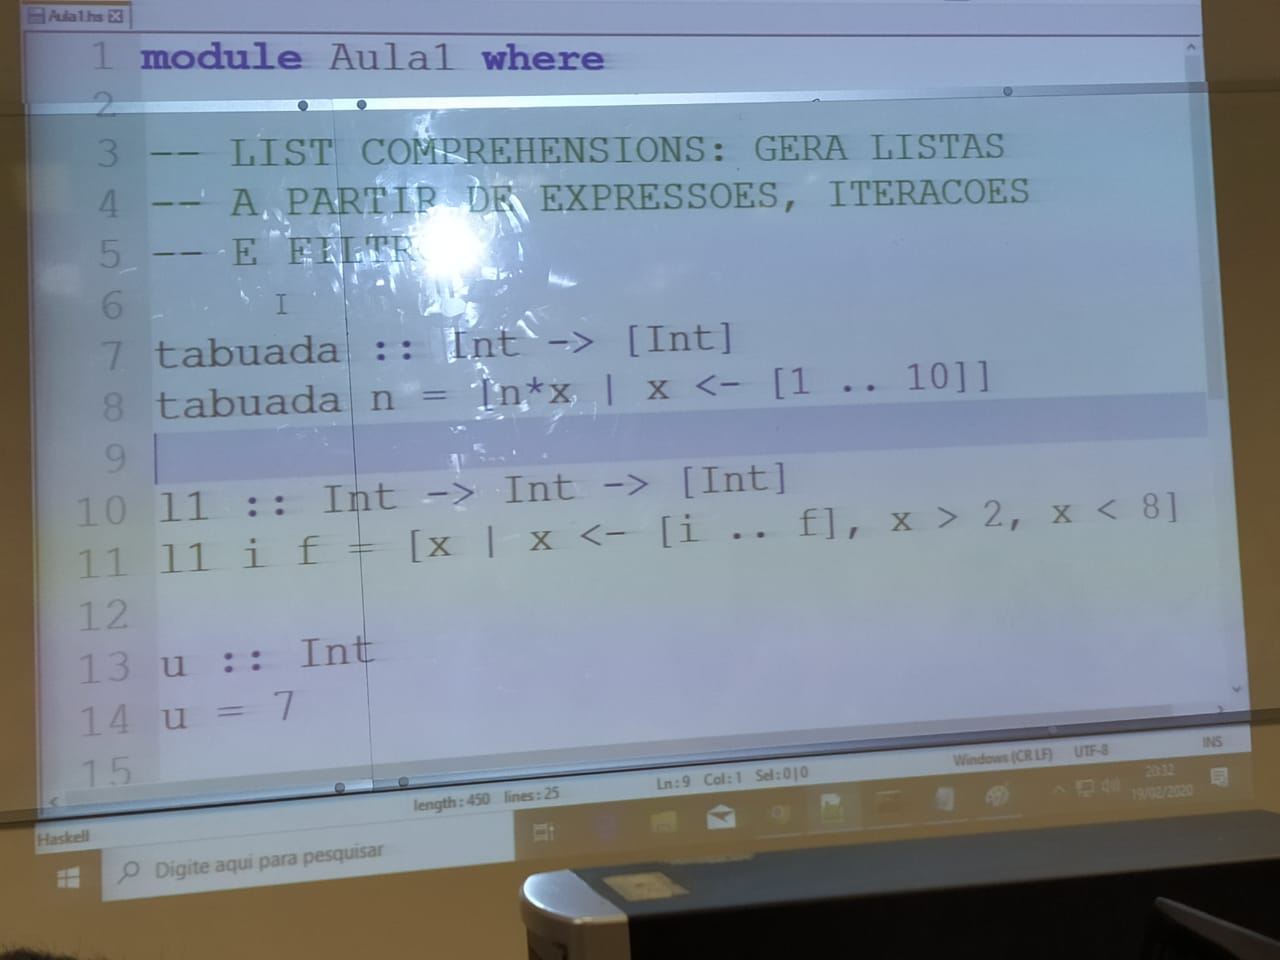 Aula1.hs
1 module Aula1 where
2
3 -- LIST COMPREHENSIONS: GERA LISTAS
4 -- A PARTIR DE EXPRESSOES, ITERACOES
5 -- E FILTR
6
7 tabuada :: Int -> [Int]
8 tabuada n = [n*x | x <- [1 .. 10]]
9
10 l1 :: Int -> Int -> [Int]
11 l1 i f = [x | x <- [i .. f], x > 2, x < 8]
12
13 u :: Int
14 u = 7
15
Haskell length: 450 lines: 25 Ln: 9 Col: 1 Sel: 0 | 0 Windows (CR LF) UTF-8 INS
Digite aqui para pesquisar
20:32
19/02/2020